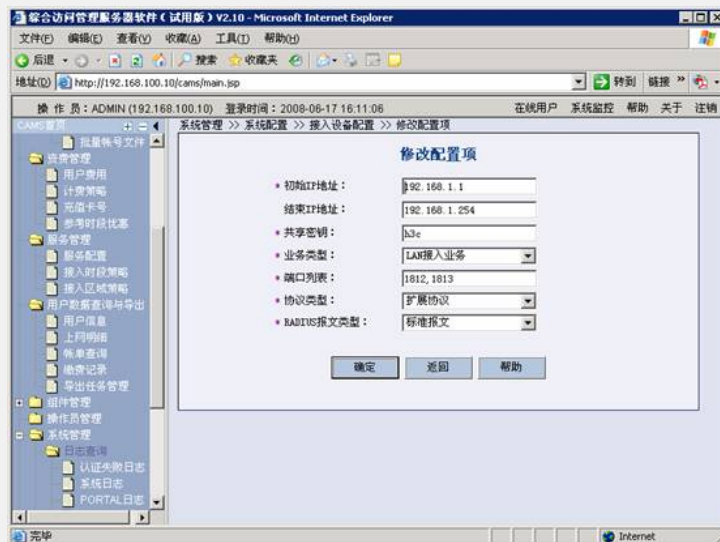 综合访问管理服务器软件(试用版)V2.10 - Microsoft Internet Explorer
文件(F) 编辑(E) 查看(V) 收藏(A) 工具(T) 帮助(H)
后退 搜索 收藏夹
地址(D) http://192.168.100.10/cams/main.jsp 转到 链接 »
操 作 员:ADMIN (192.168.100.10) 登录时间:2008-06-17 16:11:06 在线用户 系统监控 帮助 关于 注销
CAMS首页
系统管理 >> 系统配置 >> 接入设备配置 >> 修改配置项
批量帐号文件
资费管理
用户费用
计费策略
充值卡号
参考时段优惠
服务管理
服务配置
接入时段策略
接入区域策略
用户数据查询与导出
用户信息
上网明细
帐单查询
缴费记录
导出任务管理
组件管理
操作员管理
系统管理
日志查询
认证失败日志
系统日志
PORTAL日志
修改配置项
* 初始IP地址: 192.168.1.1
结束IP地址: 192.168.1.254
* 共享密钥: h3c
* 业务类型: LAN接入业务
* 端口列表: 1812,1813
* 协议类型: 扩展协议
* RADIUS报文类型: 标准报文
确定 返回 帮助
完毕 Internet